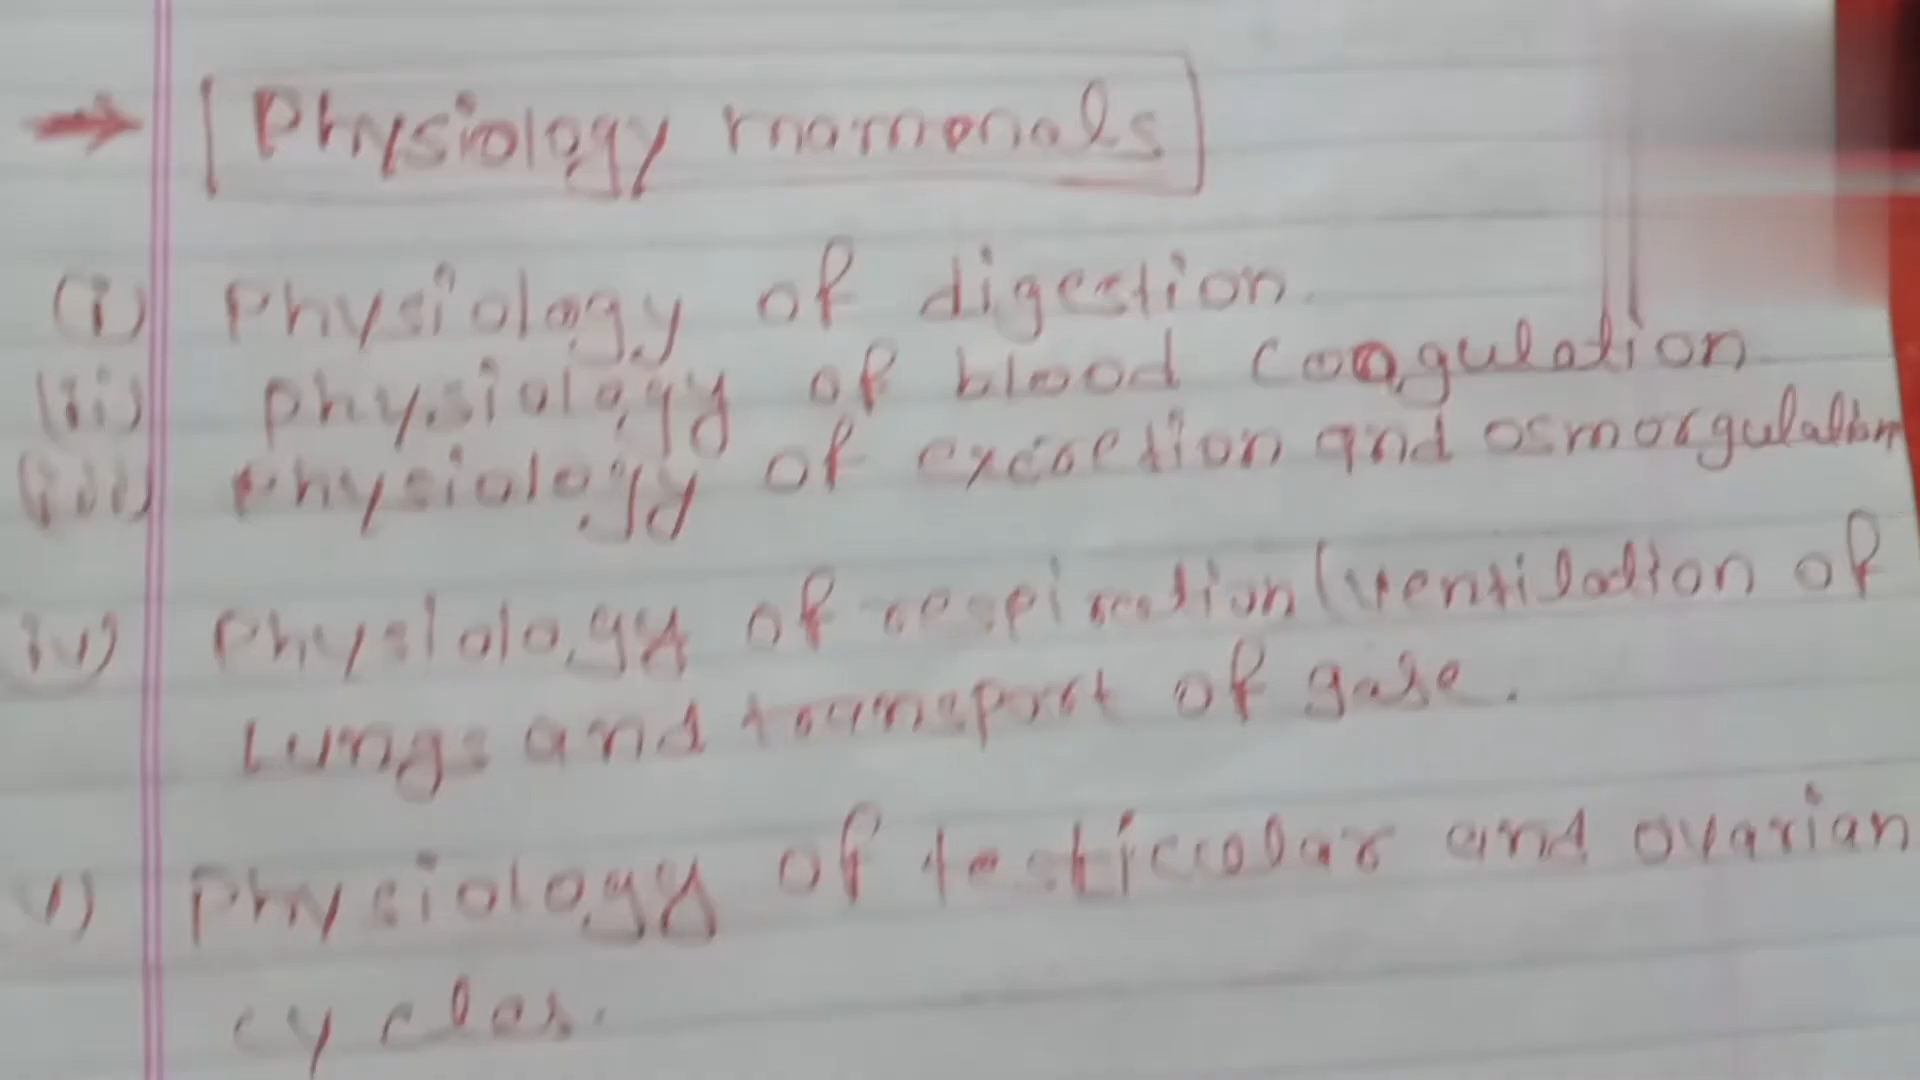 → Physiology mammals
(i) Physiology of digestion.
(ii) physiology of blood coagulation
(iii) physiology of excretion and osmorgulation
iv) Physiology of respiration (ventilation of
Lungs and transport of gase.
v) Physiology of testicular and ovarian
cycles.